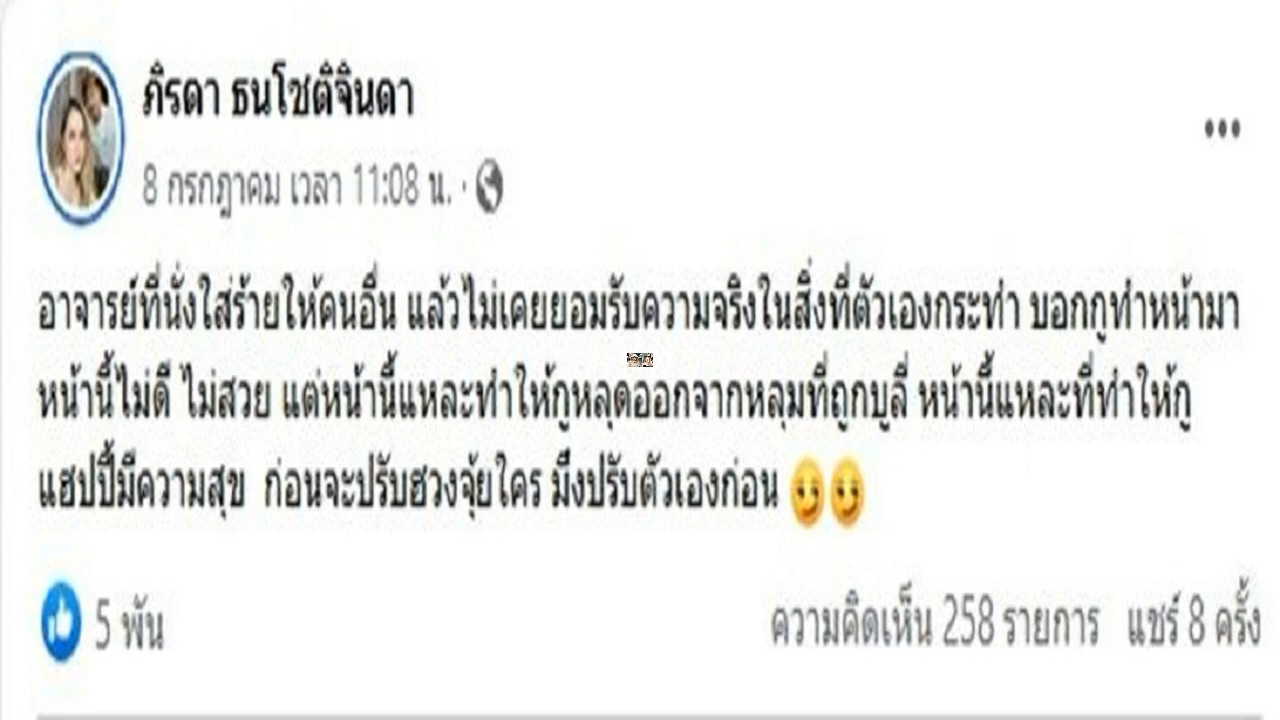 ภิรดา ธนโชติจินดา
8 กรกฎาคม เวลา 11:08 น. ·
อาจารย์ที่นั่งใส่ร้ายให้คนอื่น แล้วไม่เคยยอมรับความจริงในสิ่งที่ตัวเองกระทำ บอกกูทำหน้ามา
หน้านี้ไม่ดี ไม่สวย แต่หน้านี้แหละทำให้กูหลุดออกจากหลุมที่ถูกบูลี่ หน้านี้แหละที่ทำให้กู
แฮปปี้มีความสุข ก่อนจะปรับฮวงจุ้ยใคร มึงปรับตัวเองก่อน 😏😏
5 พัน
ความคิดเห็น 258 รายการ แชร์ 8 ครั้ง